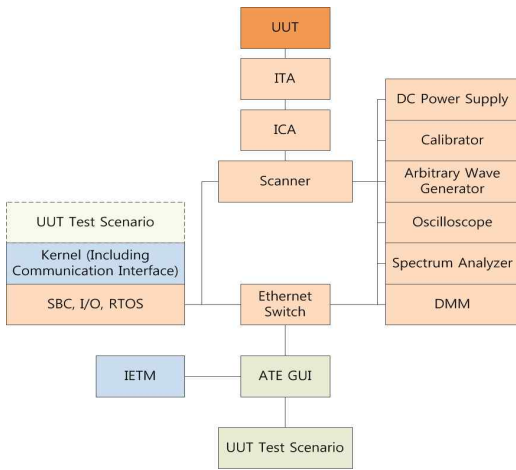 UUT
ITA
ICA
Scanner
DC Power Supply
Calibrator
Arbitrary Wave
Generator
Oscilloscope
Spectrum Analyzer
DMM
UUT Test Scenario
Kernel (Including
Communication Interface)
SBC, I/O, RTOS
Ethernet
Switch
IETM
ATE GUI
UUT Test Scenario